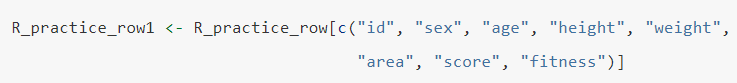 R_practice_row1 <- R_practice_row[c("id", "sex", "age", "height", "weight",
"area", "score", "fitness")]